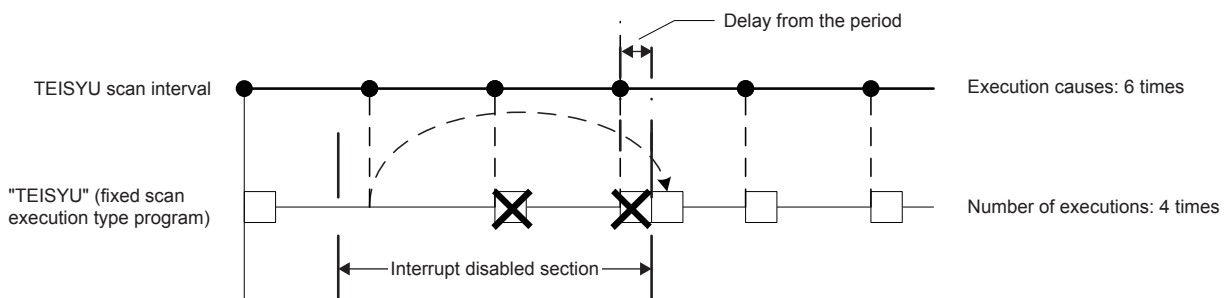 Delay from the period
TEISYU scan interval
Execution causes: 6 times
"TEISYU" (fixed scan
execution type program)
Number of executions: 4 times
Interrupt disabled section